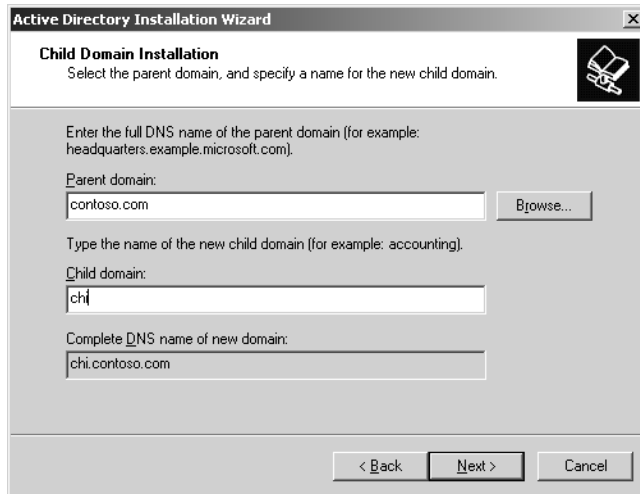 Active Directory Installation Wizard
Child Domain Installation
Select the parent domain, and specify a name for the new child domain.
Enter the full DNS name of the parent domain (for example:
headquarters.example.microsoft.com).
Parent domain:
contoso.com
Browse...
Type the name of the new child domain (for example: accounting).
Child domain:
chi
Complete DNS name of new domain:
chi.contoso.com
< Back
Next >
Cancel